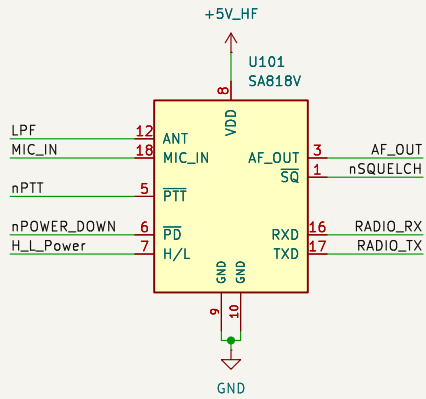 +5V_HF
U101
SA818V
8
VDD
LPF 12 ANT
MIC_IN 18 MIC_IN AF_OUT 3 AF_OUT
SQ 1 nSQUELCH
nPTT 5 PTT
nPOWER_DOWN 6 PD RXD 16 RADIO_RX
H_L_Power 7 H/L TXD 17 RADIO_TX
GND GND
9 10
GND